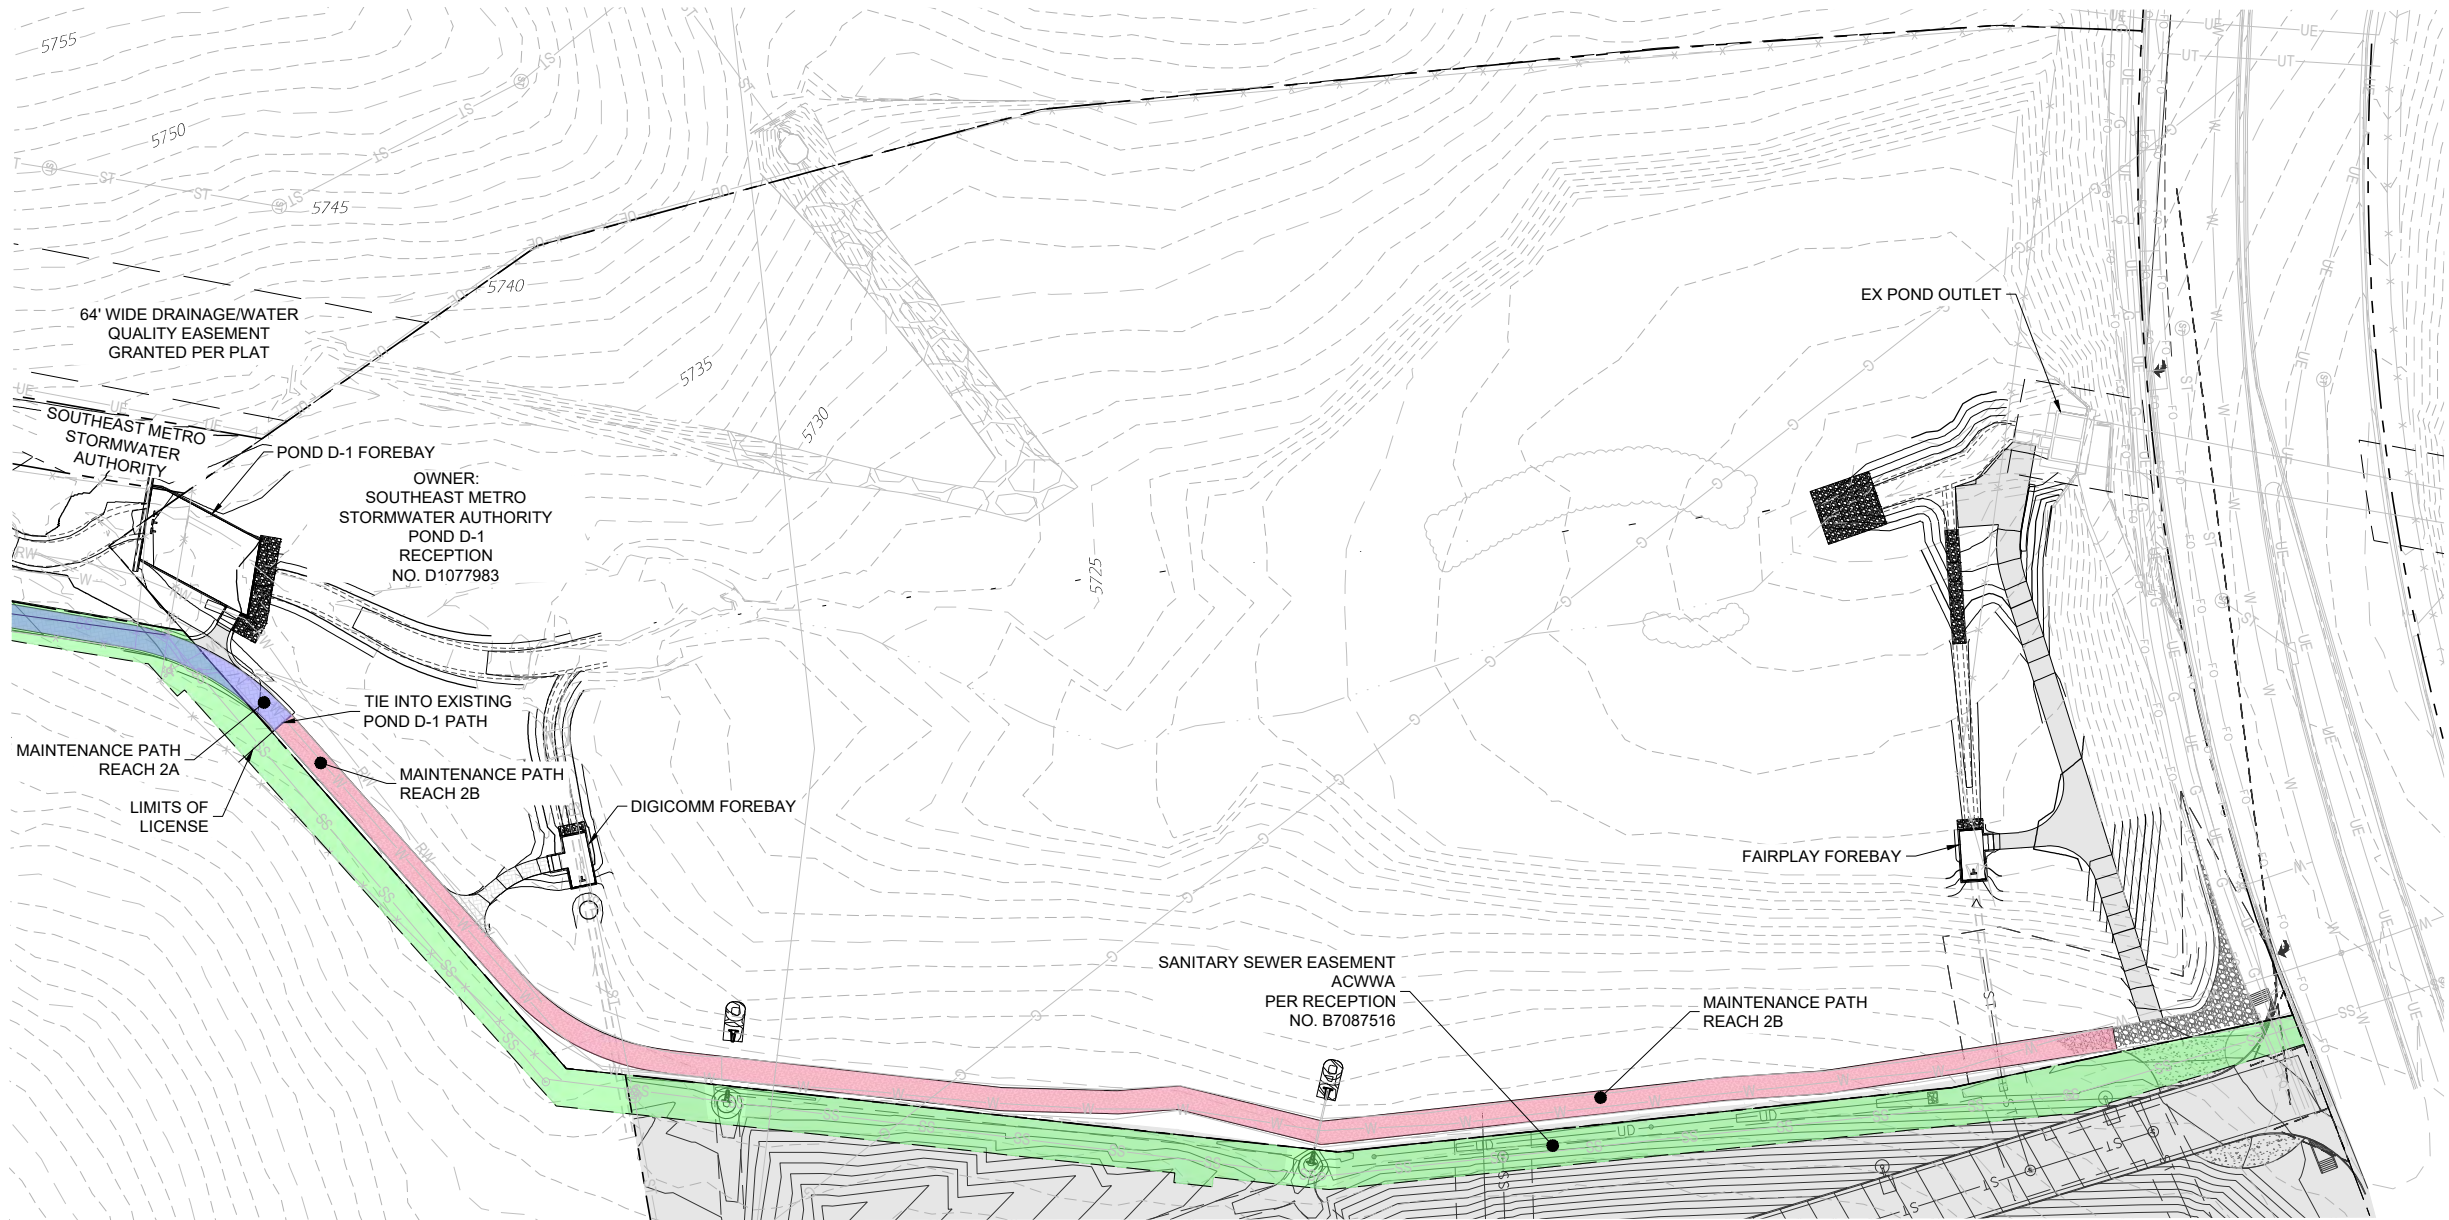 5755
5750
5745
5740
5735
5730
5725
64' WIDE DRAINAGE/WATER
QUALITY EASEMENT
GRANTED PER PLAT
SOUTHEAST METRO
STORMWATER
AUTHORITY
POND D-1 FOREBAY
OWNER:
SOUTHEAST METRO
STORMWATER AUTHORITY
POND D-1
RECEPTION
NO. D1077983
EX POND OUTLET
TIE INTO EXISTING
POND D-1 PATH
MAINTENANCE PATH
REACH 2A
MAINTENANCE PATH
REACH 2B
LIMITS OF
LICENSE
DIGICOMM FOREBAY
FAIRPLAY FOREBAY
SANITARY SEWER EASEMENT
ACWWA
PER RECEPTION
NO. B7087516
MAINTENANCE PATH
REACH 2B